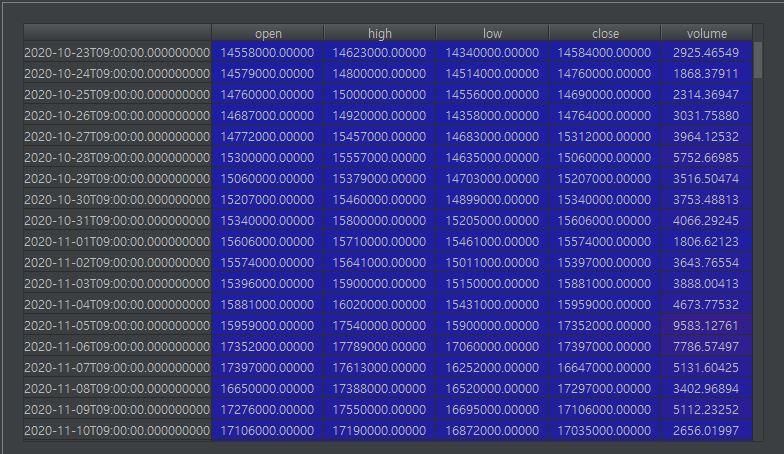 open high low close volume
2020-10-23T09:00:00.000000000 14558000.00000 14623000.00000 14340000.00000 14584000.00000 2925.46549
2020-10-24T09:00:00.000000000 14579000.00000 14800000.00000 14514000.00000 14760000.00000 1868.37911
2020-10-25T09:00:00.000000000 14760000.00000 15000000.00000 14556000.00000 14690000.00000 2314.36947
2020-10-26T09:00:00.000000000 14687000.00000 14920000.00000 14358000.00000 14764000.00000 3031.75880
2020-10-27T09:00:00.000000000 14772000.00000 15457000.00000 14683000.00000 15312000.00000 3964.12532
2020-10-28T09:00:00.000000000 15300000.00000 15557000.00000 14635000.00000 15060000.00000 5752.66985
2020-10-29T09:00:00.000000000 15060000.00000 15379000.00000 14703000.00000 15207000.00000 3516.50474
2020-10-30T09:00:00.000000000 15207000.00000 15460000.00000 14899000.00000 15340000.00000 3753.48813
2020-10-31T09:00:00.000000000 15340000.00000 15800000.00000 15205000.00000 15606000.00000 4066.29245
2020-11-01T09:00:00.000000000 15606000.00000 15710000.00000 15461000.00000 15574000.00000 1806.62123
2020-11-02T09:00:00.000000000 15574000.00000 15641000.00000 15011000.00000 15397000.00000 3643.76554
2020-11-03T09:00:00.000000000 15396000.00000 15900000.00000 15150000.00000 15881000.00000 3888.00413
2020-11-04T09:00:00.000000000 15881000.00000 16020000.00000 15431000.00000 15959000.00000 4673.77532
2020-11-05T09:00:00.000000000 15959000.00000 17540000.00000 15900000.00000 17352000.00000 9583.12761
2020-11-06T09:00:00.000000000 17352000.00000 17789000.00000 17060000.00000 17397000.00000 7786.57497
2020-11-07T09:00:00.000000000 17397000.00000 17613000.00000 16252000.00000 16647000.00000 5131.60425
2020-11-08T09:00:00.000000000 16650000.00000 17388000.00000 16520000.00000 17297000.00000 3402.96894
2020-11-09T09:00:00.000000000 17276000.00000 17550000.00000 16695000.00000 17106000.00000 5112.23252
2020-11-10T09:00:00.000000000 17106000.00000 17190000.00000 16872000.00000 17035000.00000 2656.01997